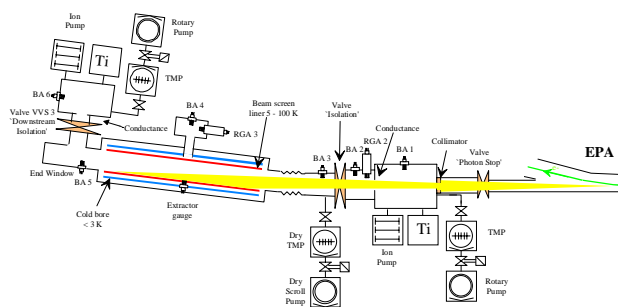 Ion
Pump
Rotary
Pump
Ti
TMP
BA 6
Valve VVS 3
'Downstream
Isolation'
Conductance
BA 4
RGA 3
Beam screen
liner 5 - 100 K
Valve
'Isolation'
Conductance
RGA 2
BA 2
BA 3
BA 1
Collimator
Valve
'Photon Stop'
EPA
End Window
BA 5
Cold bore
< 3 K
Extractor
gauge
Dry
TMP
Dry
Scroll
Pump
Ion
Pump
Ti
TMP
Rotary
Pump